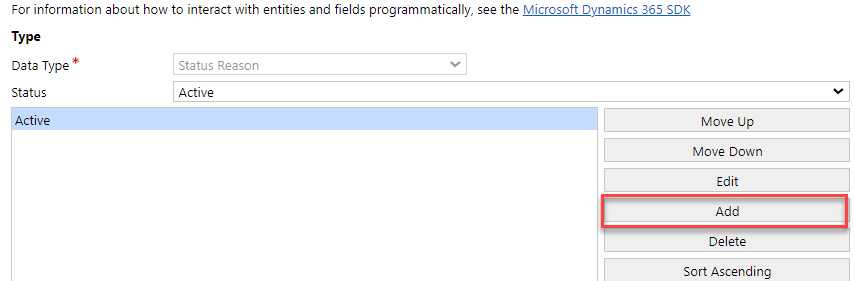 For information about how to interact with entities and fields programmatically, see the Microsoft Dynamics 365 SDK
Type
Data Type* Status Reason
Status Active
Active
Move Up
Move Down
Edit
Add
Delete
Sort Ascending